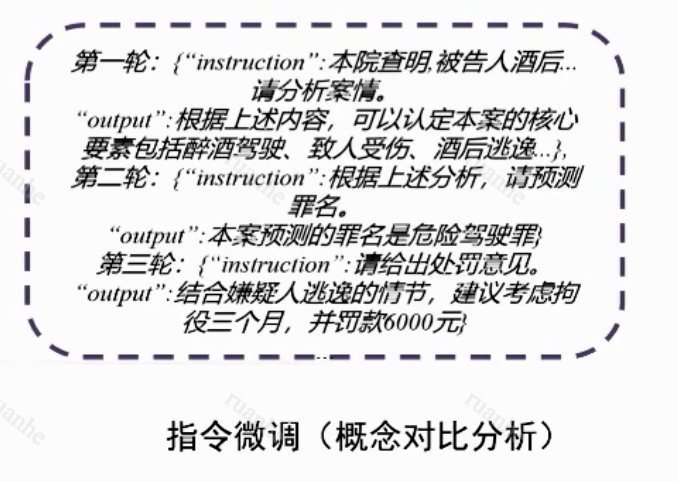 第一轮：{“instruction”:本院查明,被告人酒后...
请分析案情。
“output”:根据上述内容，可以认定本案的核心
要素包括醉酒驾驶、致人受伤、酒后逃逸...},
第二轮：{“instruction”:根据上述分析，请预测
罪名。
“output”:本案预测的罪名是危险驾驶罪}
第三轮：{“instruction”:请给出处罚意见。
“output”:结合嫌疑人逃逸的情节，建议考虑拘
役三个月，并罚款6000元}
..
指令微调（概念对比分析）
ruanhe
ruanhe
ruanhe